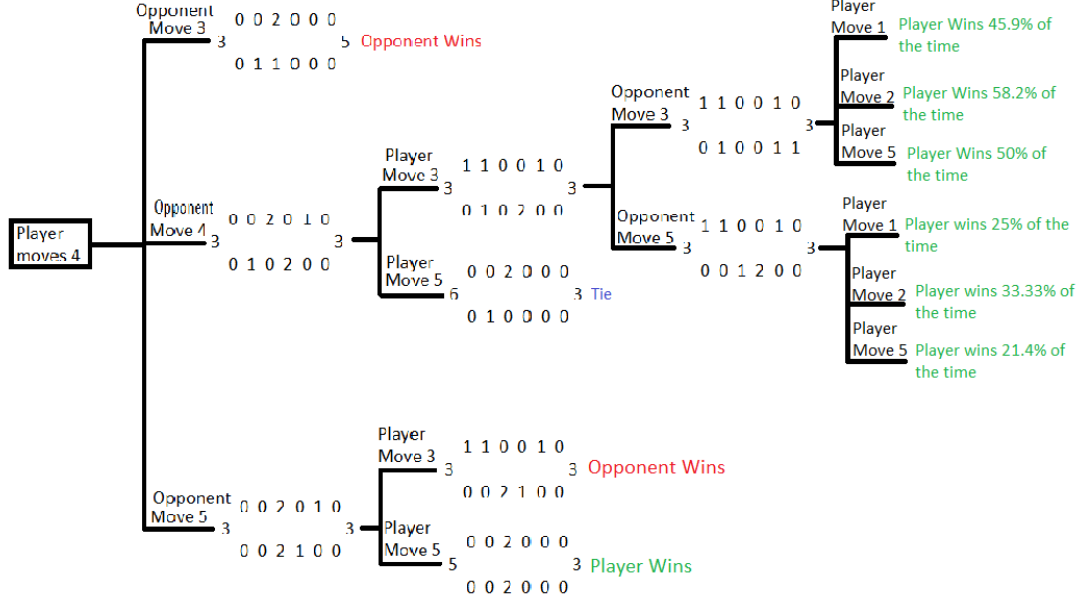 Player
moves 4
Opponent
Move 3
3
0 0 2 0 0 0
0 1 1 0 0 0
5
Opponent Wins
Opponent
Move 4
3
0 0 2 0 1 0
0 1 0 2 0 0
3
Player
Move 3
3
1 1 0 0 1 0
0 1 0 2 0 0
3
Opponent
Move 3
3
1 1 0 0 1 0
0 1 0 0 1 1
3
Player
Move 1
Player Wins 45.9% of
the time
Player
Move 2
Player Wins 58.2% of
the time
Player
Move 5
Player Wins 50% of
the time
Opponent
Move 5
3
1 1 0 0 1 0
0 0 1 2 0 0
3
Player
Move 1
Player wins 25% of the
time
Player
Move 2
Player wins 33.33% of
the time
Player
Move 5
Player wins 21.4% of
the time
Player
Move 5
6
0 0 2 0 0 0
0 1 0 0 0 0
3
Tie
Opponent
Move 5
3
0 0 2 0 1 0
0 0 2 1 0 0
3
Player
Move 3
3
1 1 0 0 1 0
0 0 2 1 0 0
3
Opponent Wins
Player
Move 5
5
0 0 2 0 0 0
0 0 2 0 0 0
3
Player Wins